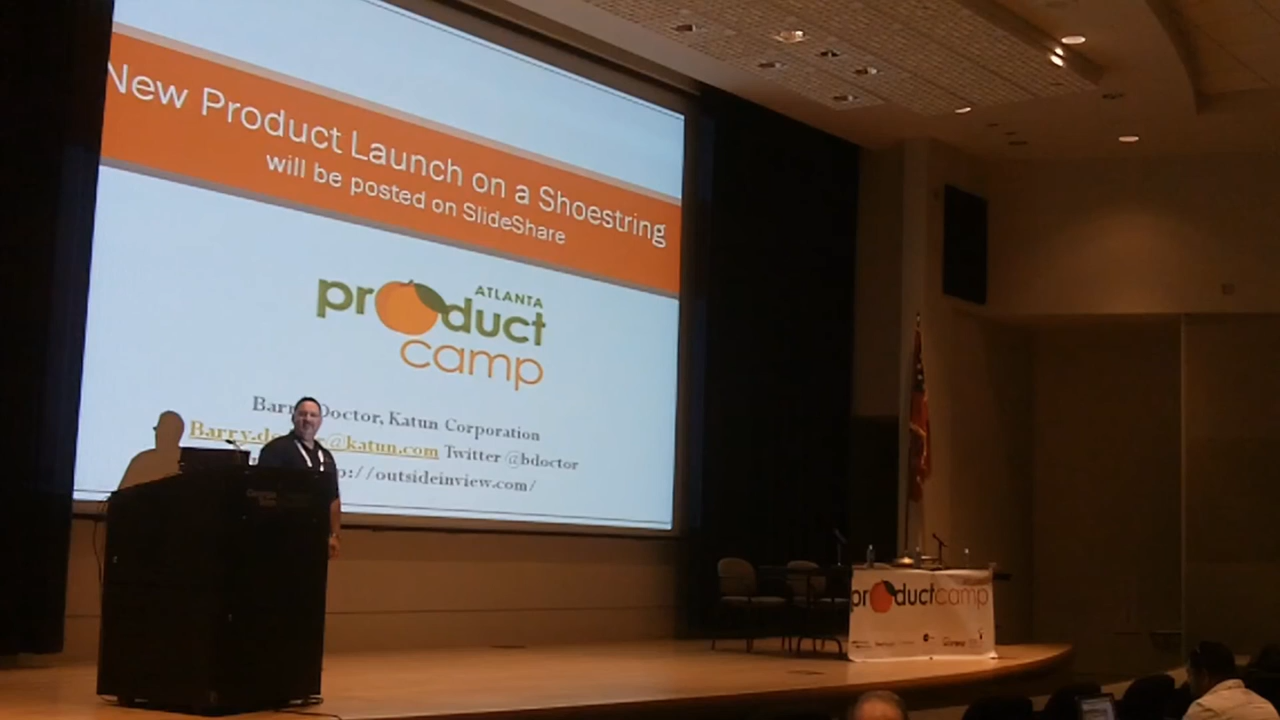 New Product Launch on a Shoestring
will be posted on SlideShare
ATLANTA
product
camp
Doctor, Katun Corporation
@katun.com Twitter @bdoctor
://outsideinview.com/
productcamp